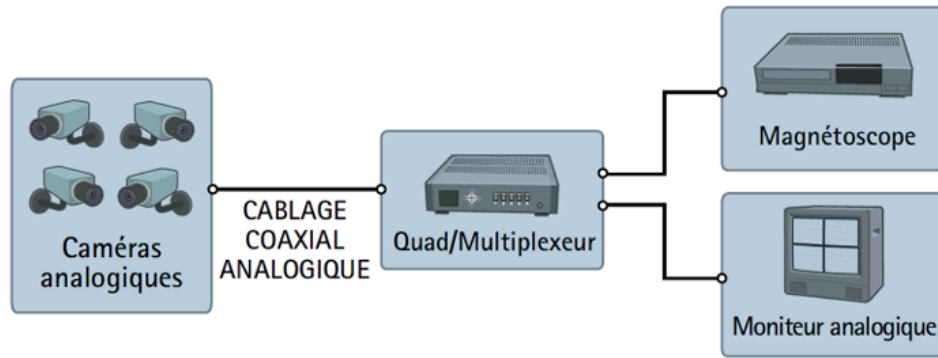 Caméras
analogiques
CABLAGE
COAXIAL
ANALOGIQUE
Quad/Multiplexeur
Magnétoscope
Moniteur analogique